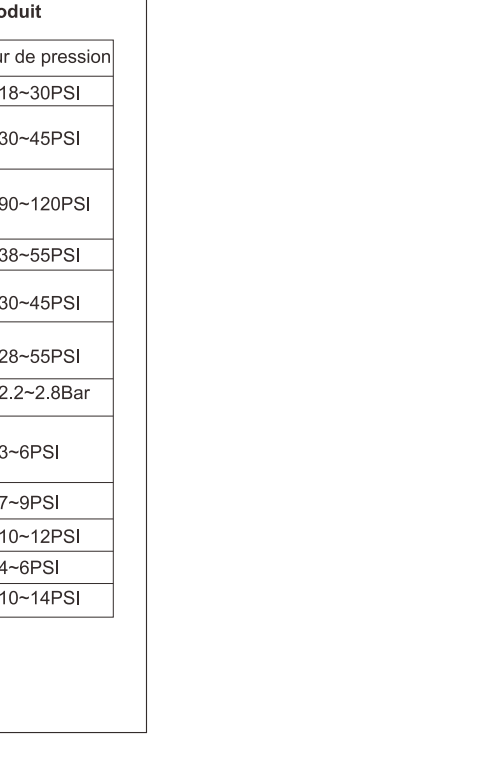 oduit
ur de pression
18~30PSI
30~45PSI
90~120PSI
38~55PSI
30~45PSI
28~55PSI
2.2~2.8Bar
3~6PSI
7~9PSI
10~12PSI
4~6PSI
10~14PSI